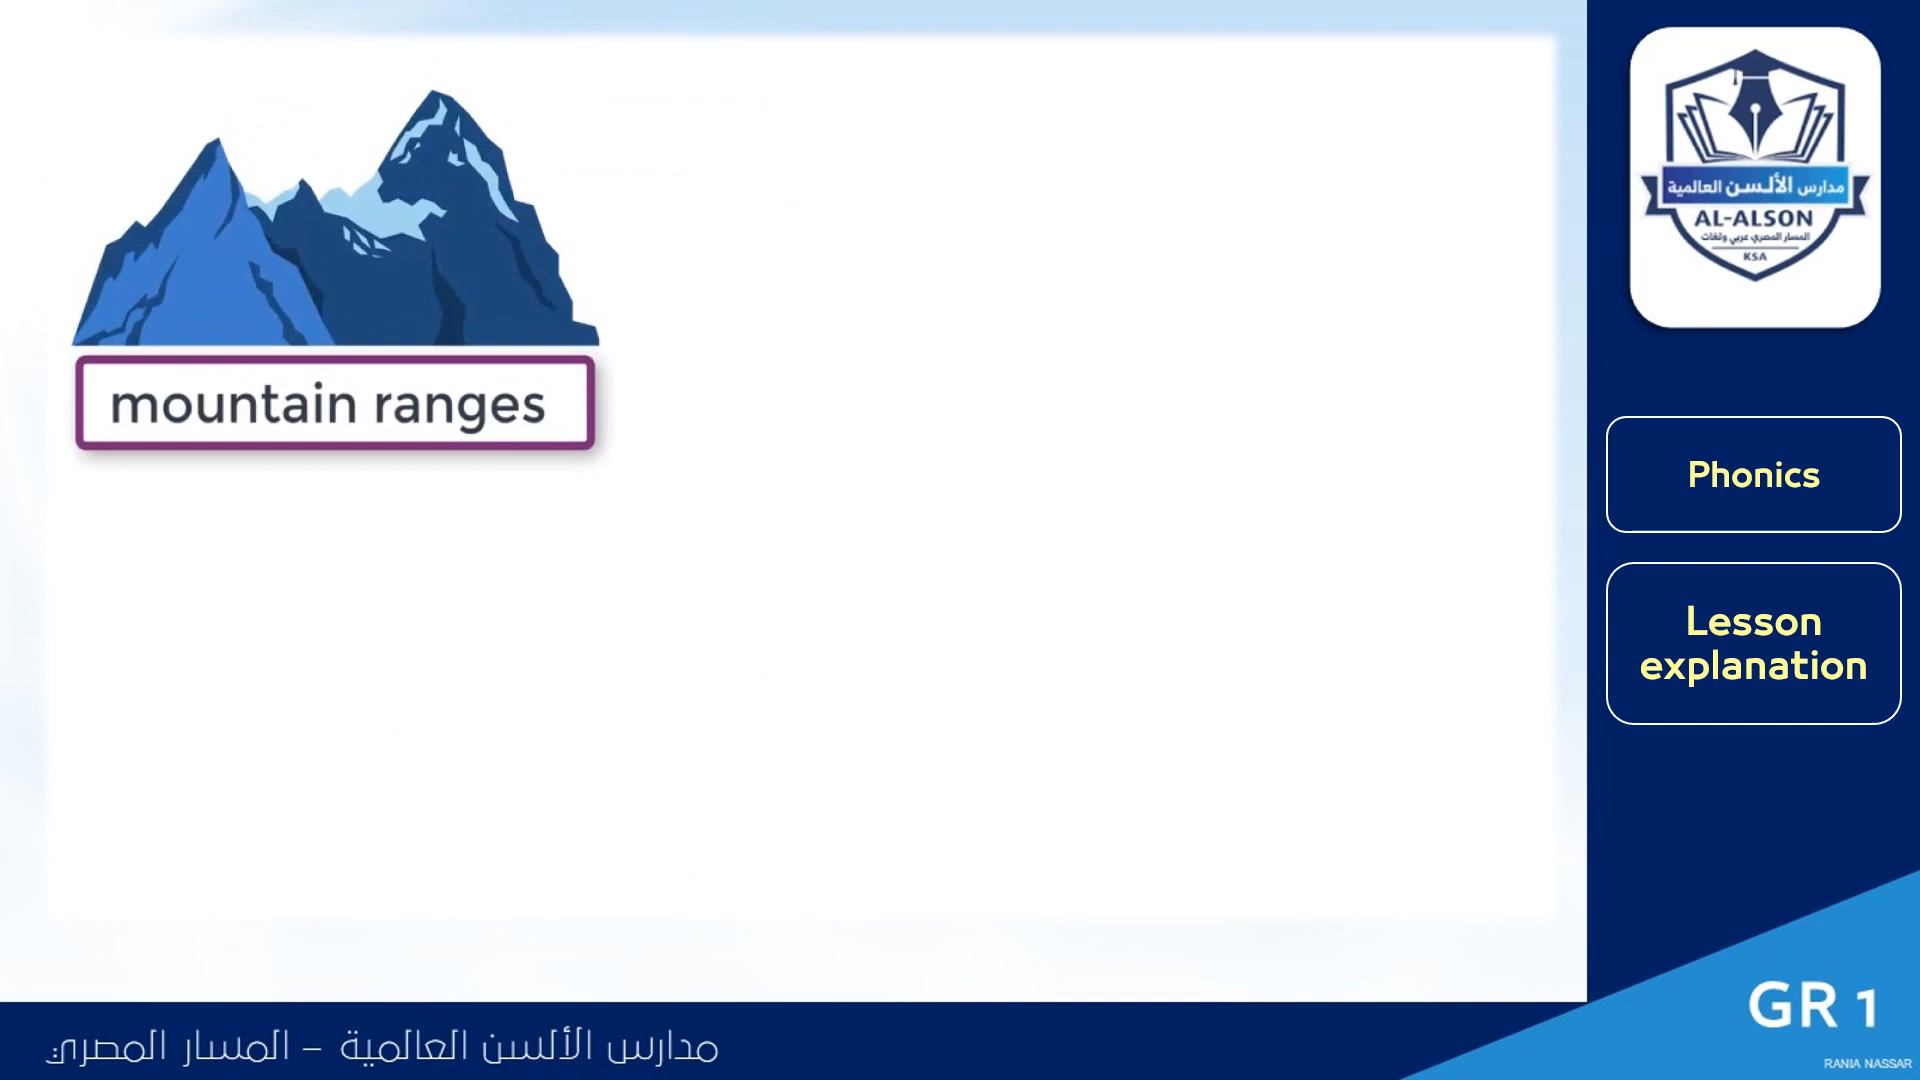 mountain ranges
مدارس الألسن العالمية
AL-ALSON
المسار المصري عربي ولغات
KSA
Phonics
Lesson
explanation
GR 1
RANIA NASSAR
مدارس الألسن العالمية – المسار المصري